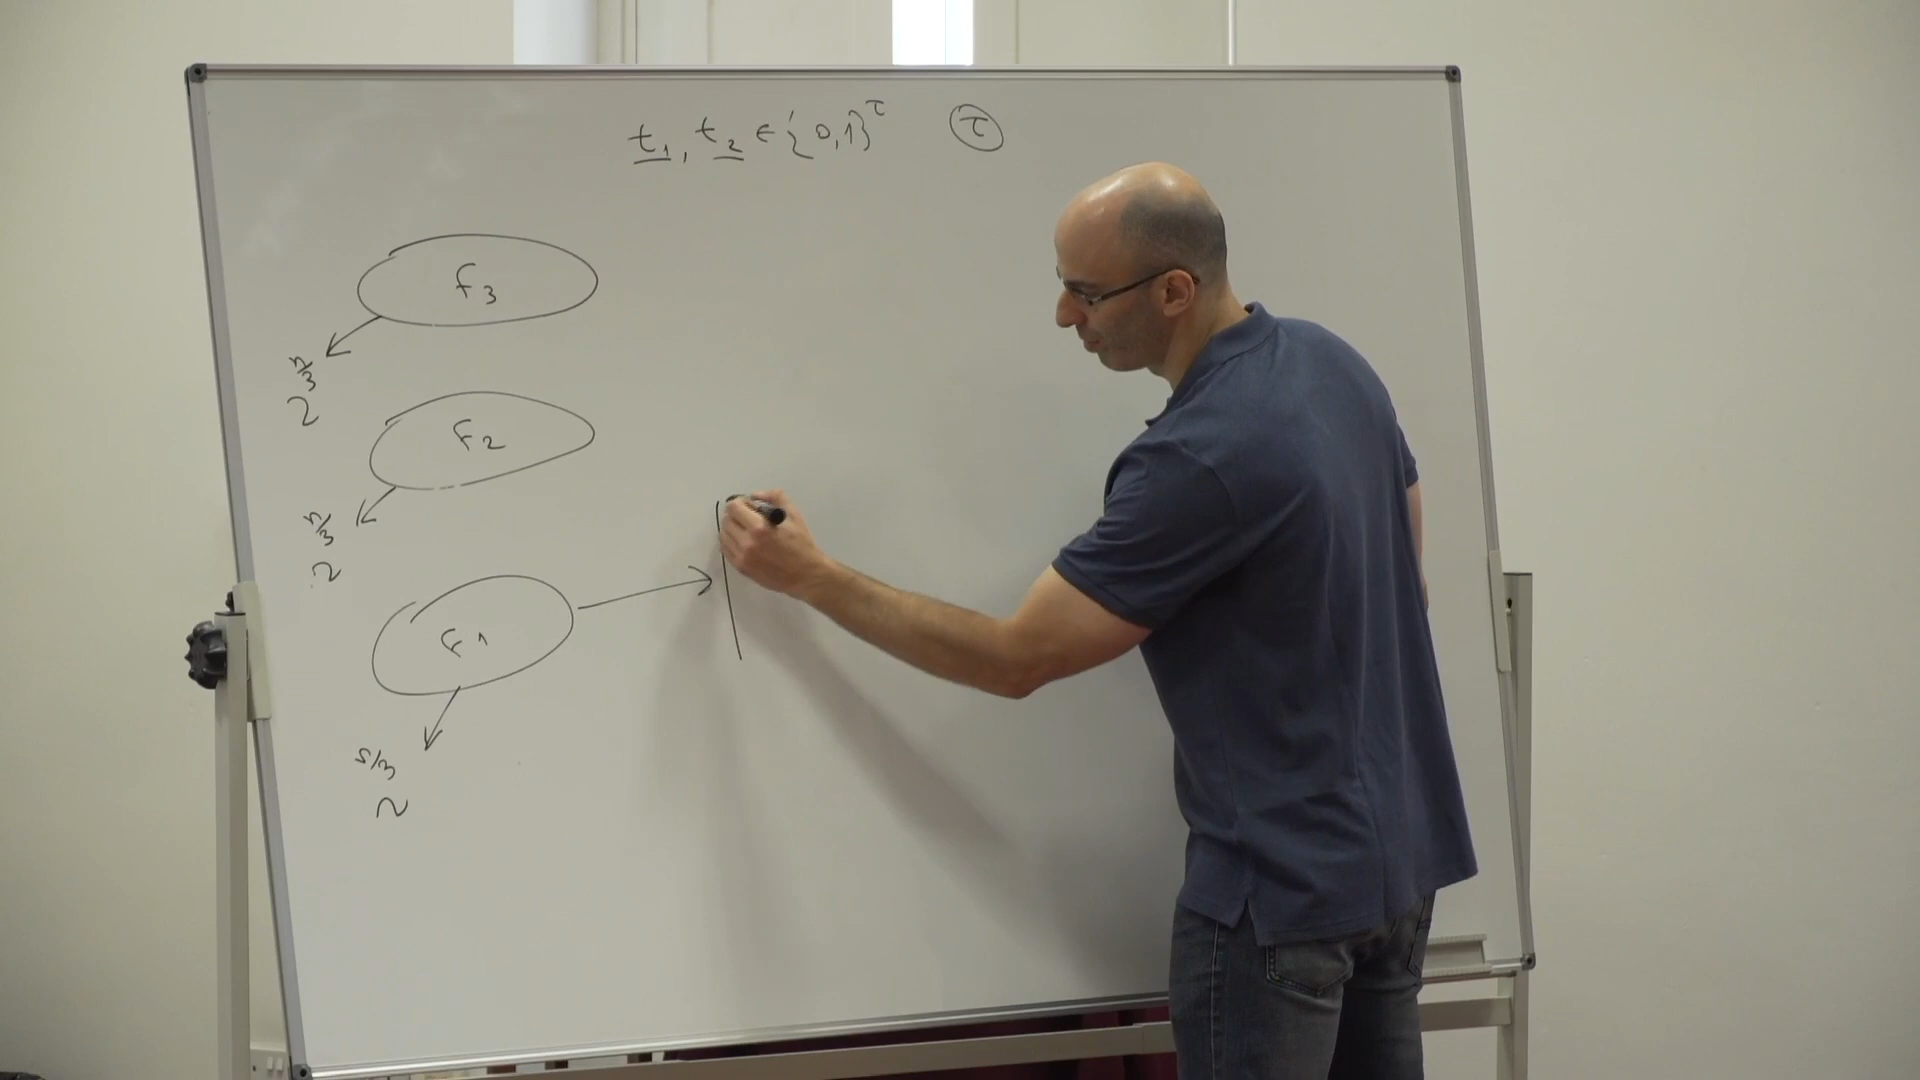 t₁, t₂ ∈ {0,1}^τ τ
F₃
2^{n/3}
F₂
2^{n/3}
F₁
2^{n/3}